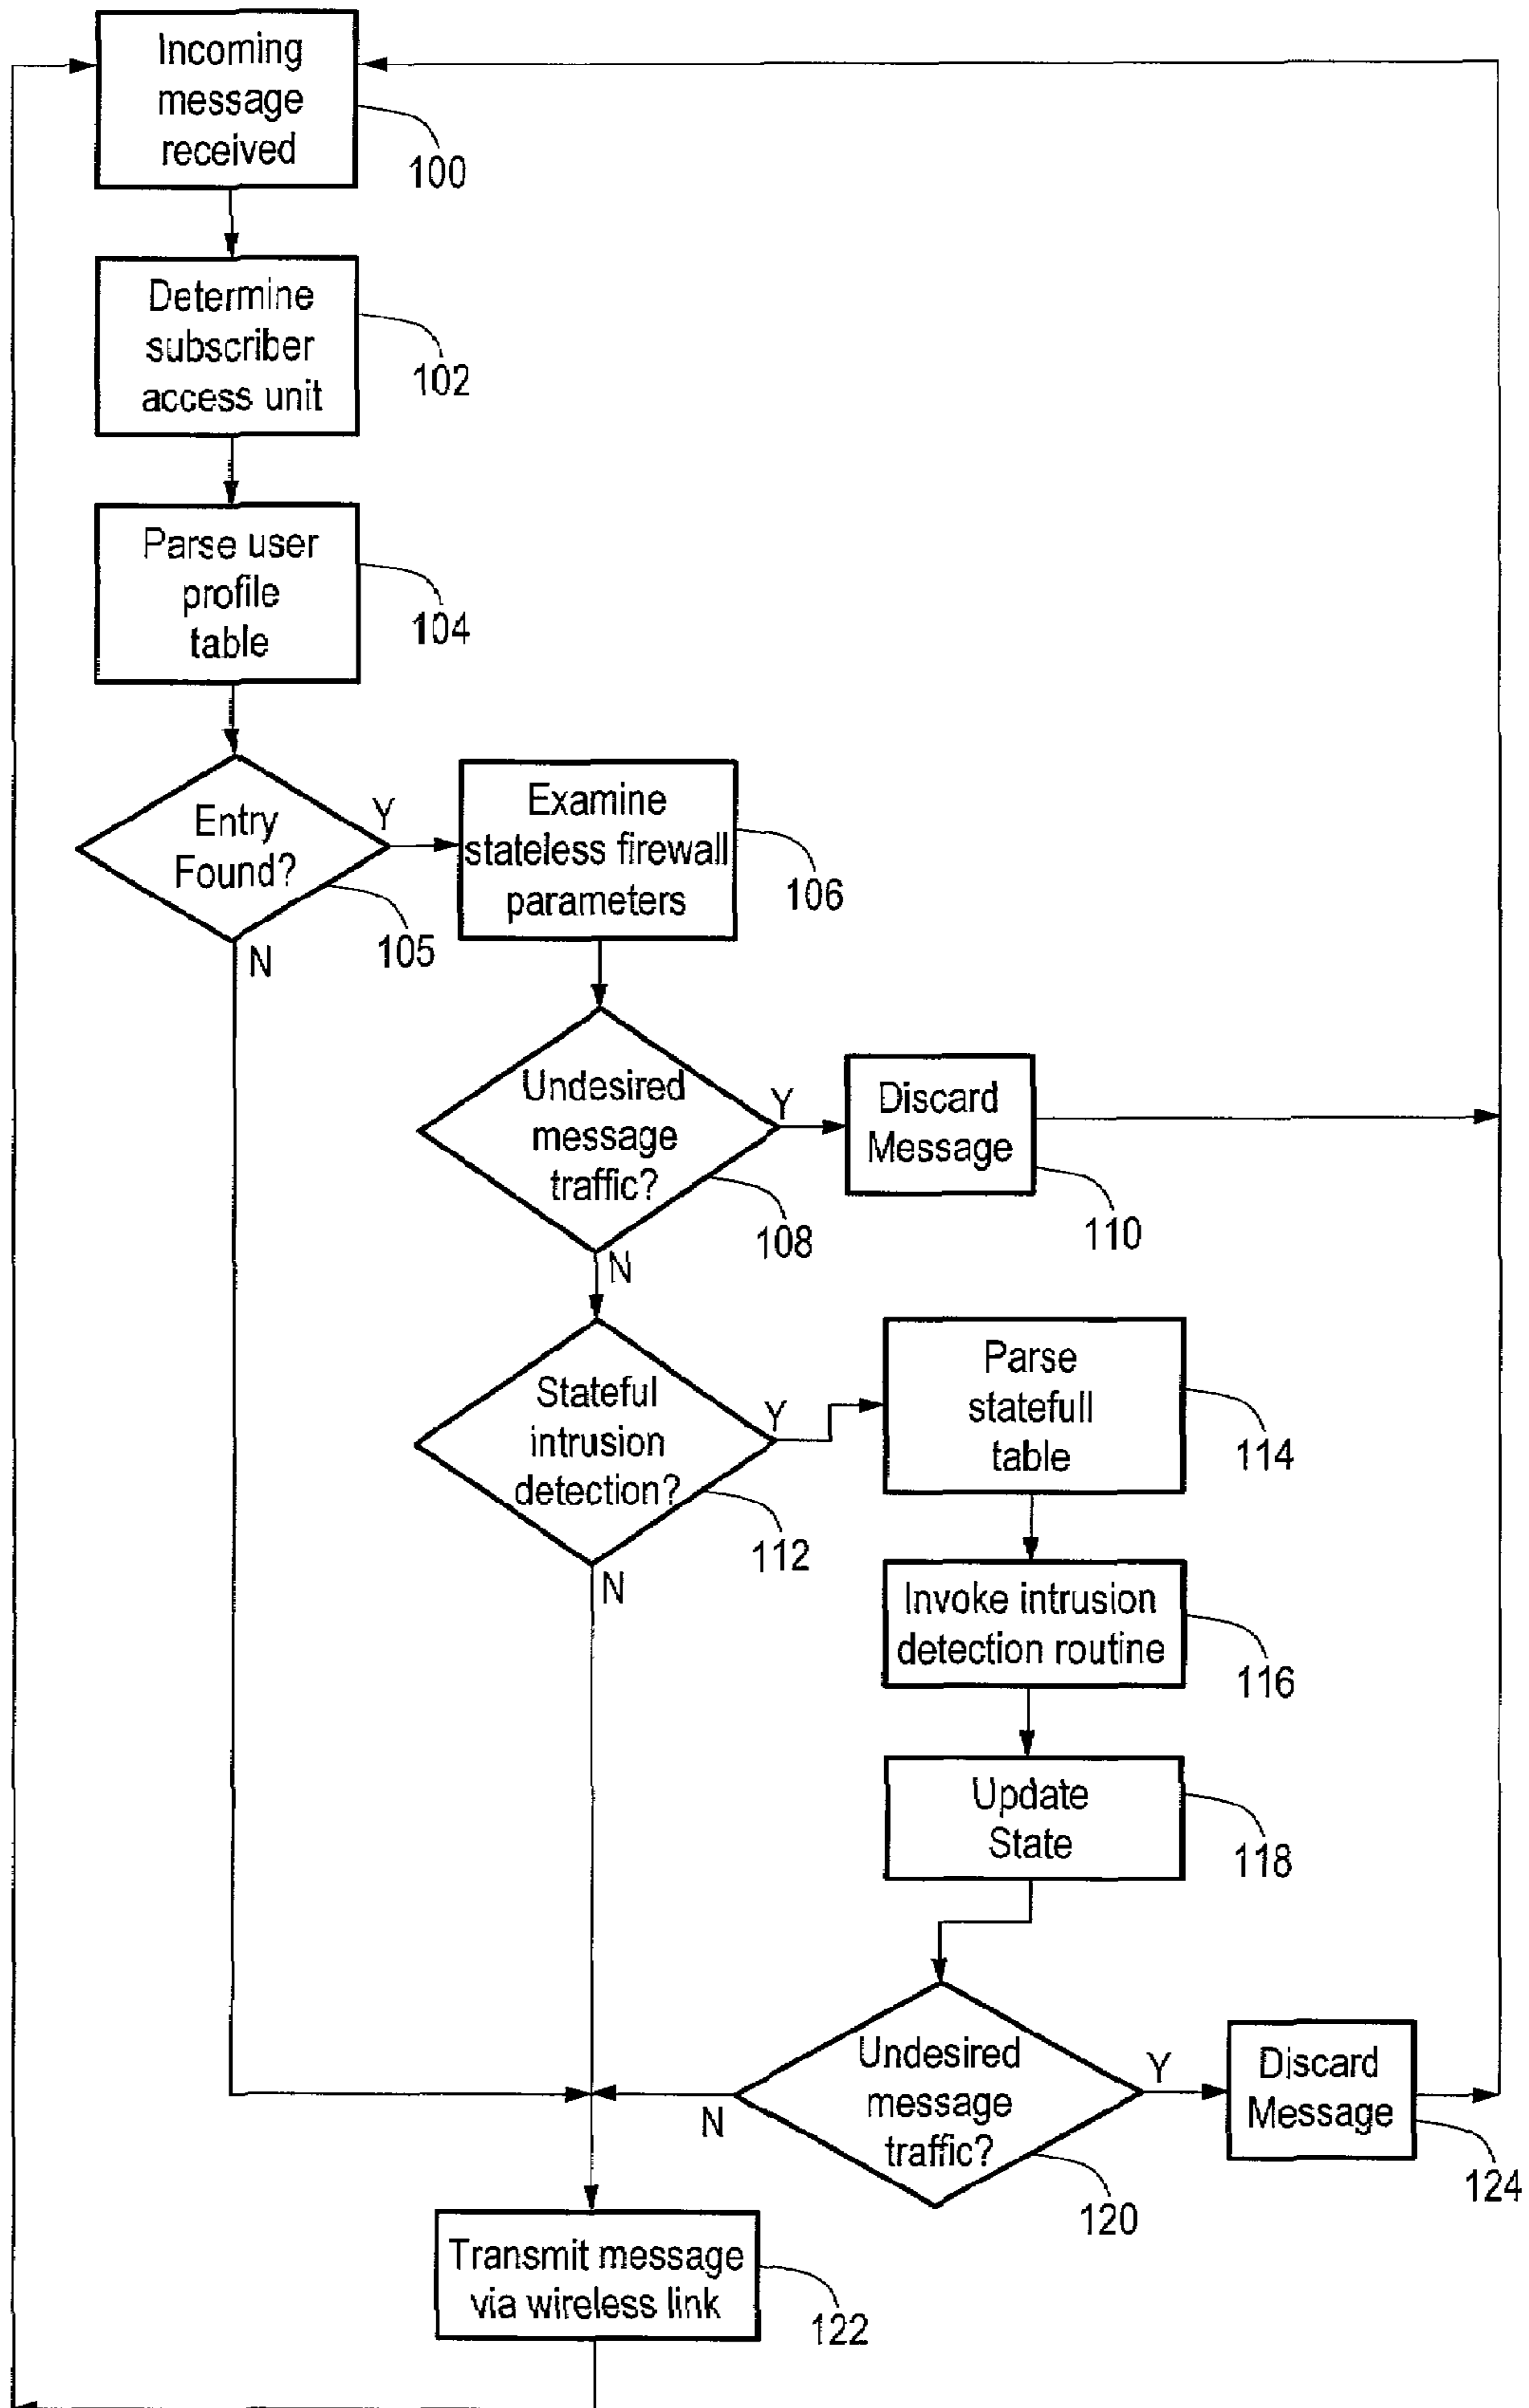 Incoming
message
received
100
Determine
subscriber
access unit
102
Parse user
profile
table
104
Entry
Found?
105
Y
N
Examine
stateless firewall
parameters
106
Undesired
message
traffic?
108
Y
N
Discard
Message
110
Stateful
intrusion
detection?
112
Y
N
Parse
statefull
table
114
Invoke intrusion
detection routine
116
Update
State
118
Undesired
message
traffic?
120
Y
N
Discard
Message
124
Transmit message
via wireless link
122